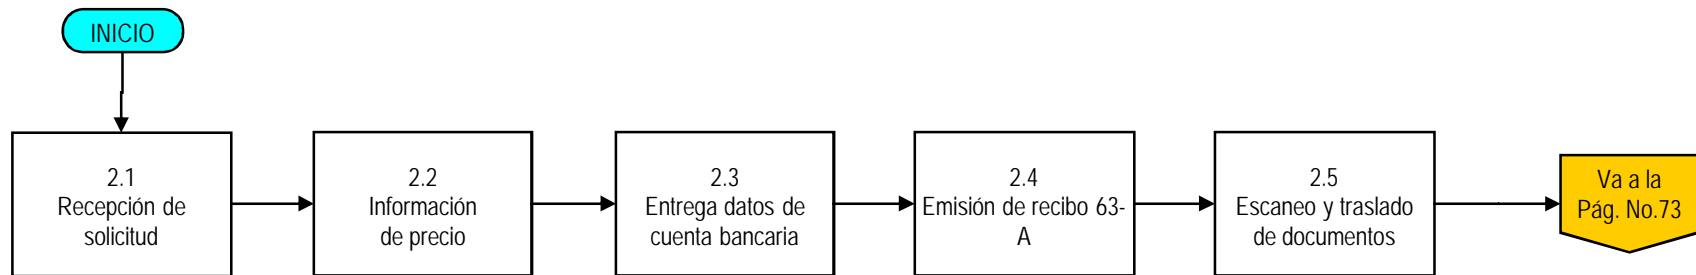 INICIO
2.1
Recepción de
solicitud
2.2
Información
de precio
2.3
Entrega datos de
cuenta bancaria
2.4
Emisión de recibo 63-
A
2.5
Escaneo y traslado
de documentos
Va a la
Pág. No.73